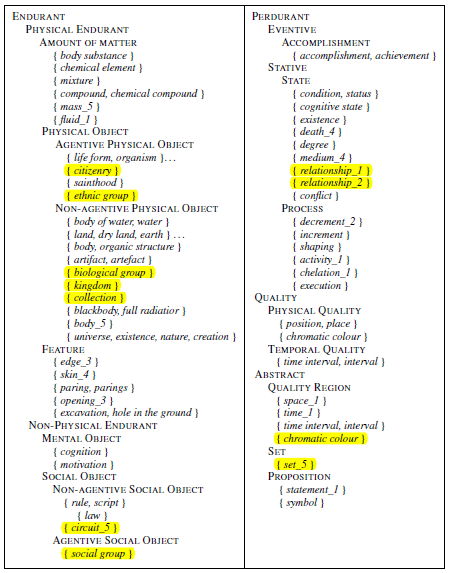 ENDURANT
PHYSICAL ENDURANT
AMOUNT OF MATTER
{ body substance }
{ chemical element }
{ mixture }
{ compound, chemical compound }
{ mass_5 }
{ fluid_1 }
PHYSICAL OBJECT
AGENTIVE PHYSICAL OBJECT
{ life form, organism }...
{ citizenry }
{ sainthood }
{ ethnic group }
NON-AGENTIVE PHYSICAL OBJECT
{ body of water, water }
{ land, dry land, earth } ...
{ body, organic structure }
{ artifact, artefact }
{ biological group }
{ kingdom }
{ collection }
{ blackbody, full radiatior }
{ body_5 }
{ universe, existence, nature, creation }
FEATURE
{ edge_3 }
{ skin_4 }
{ paring, parings }
{ opening_3 }
{ excavation, hole in the ground }
NON-PHYSICAL ENDURANT
MENTAL OBJECT
{ cognition }
{ motivation }
SOCIAL OBJECT
NON-AGENTIVE SOCIAL OBJECT
{ rule, script }
{ law }
{ circuit_5 }
AGENTIVE SOCIAL OBJECT
{ social group }
PERDURANT
EVENTIVE
ACCOMPLISHMENT
{ accomplishment, achievement }
STATIVE
STATE
{ condition, status }
{ cognitive state }
{ existence }
{ death_4 }
{ degree }
{ medium_4 }
{ relationship_1 }
{ relationship_2 }
{ conflict }
PROCESS
{ decrement_2 }
{ increment }
{ shaping }
{ activity_1 }
{ chelation_1 }
{ execution }
QUALITY
PHYSICAL QUALITY
{ position, place }
{ chromatic colour }
TEMPORAL QUALITY
{ time interval, interval }
ABSTRACT
QUALITY REGION
{ space_1 }
{ time_1 }
{ time interval, interval }
{ chromatic colour }
SET
{ set_5 }
PROPOSITION
{ statement_1 }
{ symbol }